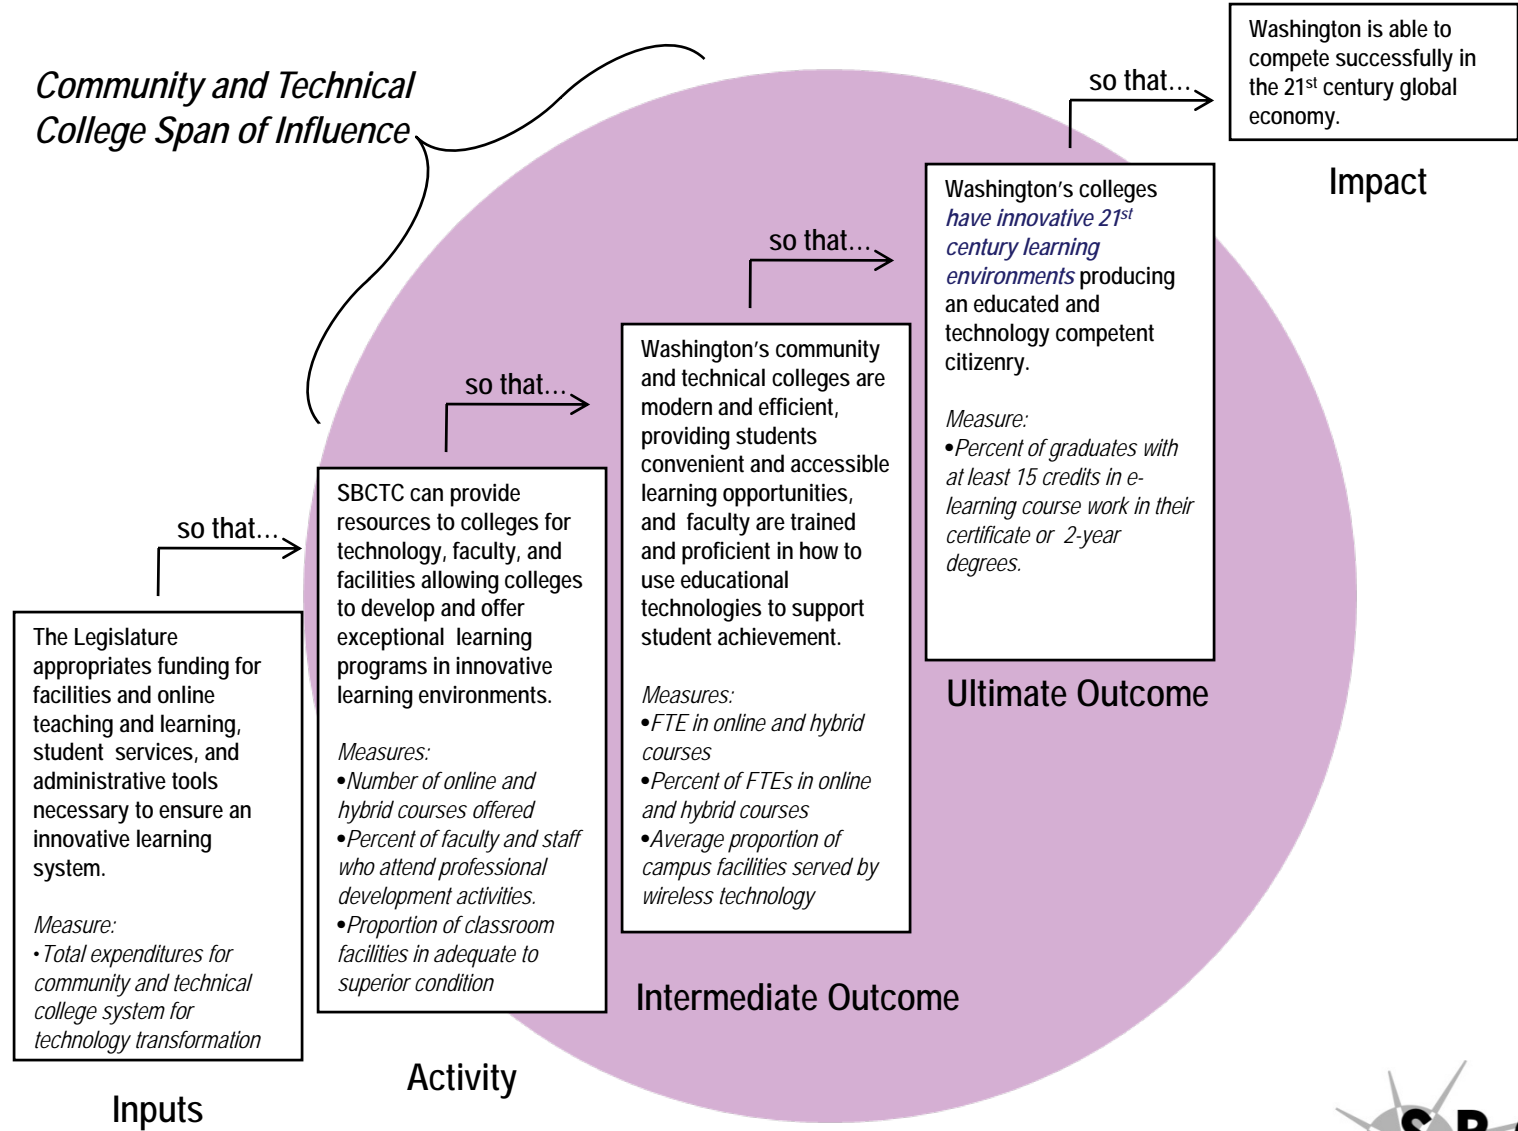 Community and Technical
College Span of Influence
Washington is able to
compete successfully in
the 21st century global
economy.
Impact
so that…
Washington's colleges
have innovative 21st
century learning
environments producing
an educated and
technology competent
citizenry.
Measure:
•Percent of graduates with
at least 15 credits in e-
learning course work in their
certificate or 2-year
degrees.
Ultimate Outcome
so that…
Washington's community
and technical colleges are
modern and efficient,
providing students
convenient and accessible
learning opportunities,
and faculty are trained
and proficient in how to
use educational
technologies to support
student achievement.
Measures:
•FTE in online and hybrid
courses
•Percent of FTEs in online
and hybrid courses
•Average proportion of
campus facilities served by
wireless technology
Intermediate Outcome
so that…
SBCTC can provide
resources to colleges for
technology, faculty, and
facilities allowing colleges
to develop and offer
exceptional learning
programs in innovative
learning environments.
Measures:
•Number of online and
hybrid courses offered
•Percent of faculty and staff
who attend professional
development activities.
•Proportion of classroom
facilities in adequate to
superior condition
Activity
so that…
The Legislature
appropriates funding for
facilities and online
teaching and learning,
student services, and
administrative tools
necessary to ensure an
innovative learning
system.
Measure:
•Total expenditures for
community and technical
college system for
technology transformation
Inputs